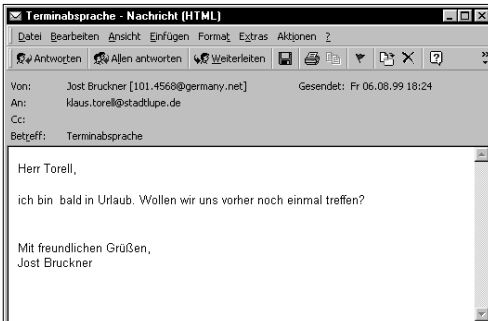 Terminabsprache - Nachricht (HTML)
Datei Bearbeiten Ansicht Einfügen Format Extras Aktionen ?
Antworten Allen antworten Weiterleiten
Von: Jost Bruckner [101.4568@germany.net] Gesendet: Fr 06.08.99 18:24
An: klaus.torell@stadtlupe.de
Cc:
Betreff: Terminabsprache
Herr Torell,
ich bin bald in Urlaub. Wollen wir uns vorher noch einmal treffen?
Mit freundlichen Grüßen,
Jost Bruckner